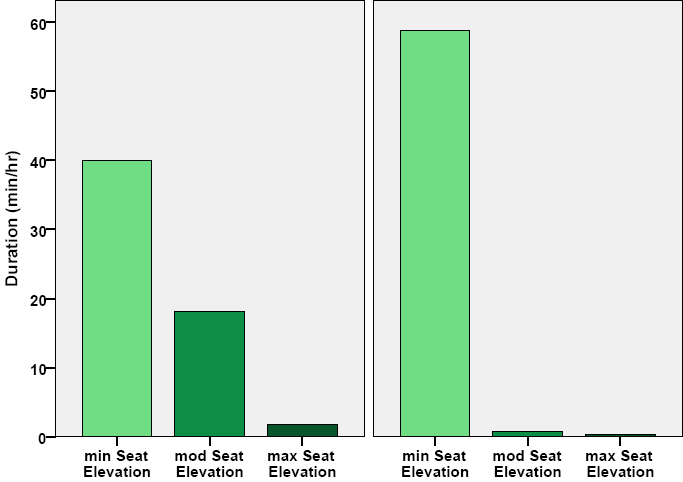 Duration (min/hr)
60
50
40
30
20
10
0
min Seat
Elevation
mod Seat
Elevation
max Seat
Elevation
min Seat
Elevation
mod Seat
Elevation
max Seat
Elevation